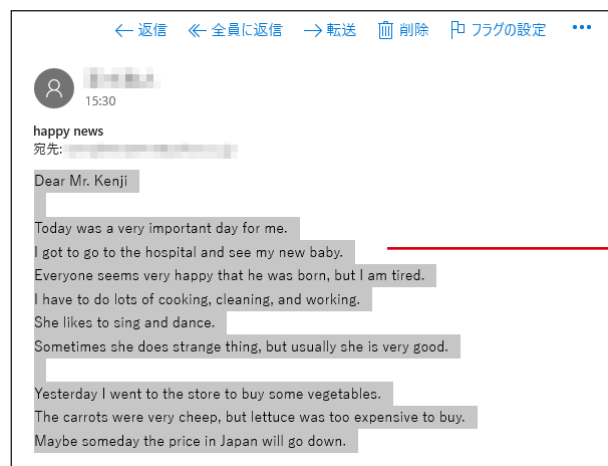 ← 返信 ≪ 全員に返信 → 転送 削除 フラグの設定 •••
15:30
happy news
宛先:
Dear Mr. Kenji
Today was a very important day for me.
I got to go to the hospital and see my new baby.
Everyone seems very happy that he was born, but I am tired.
I have to do lots of cooking, cleaning, and working.
She likes to sing and dance.
Sometimes she does strange thing, but usually she is very good.
Yesterday I went to the store to buy some vegetables.
The carrots were very cheep, but lettuce was too expensive to buy.
Maybe someday the price in Japan will go down.